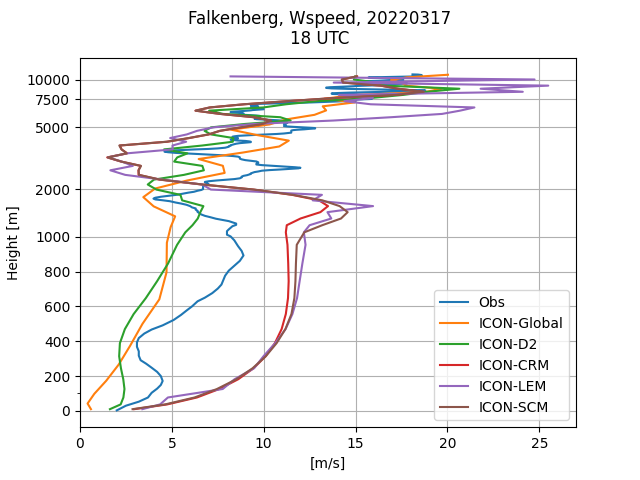 Falkenberg, Wspeed, 20220317
18 UTC
Height [m]
10000
7500
5000
2000
1000
800
600
400
200
0
0 5 10 15 20 25
[m/s]
Obs
ICON-Global
ICON-D2
ICON-CRM
ICON-LEM
ICON-SCM